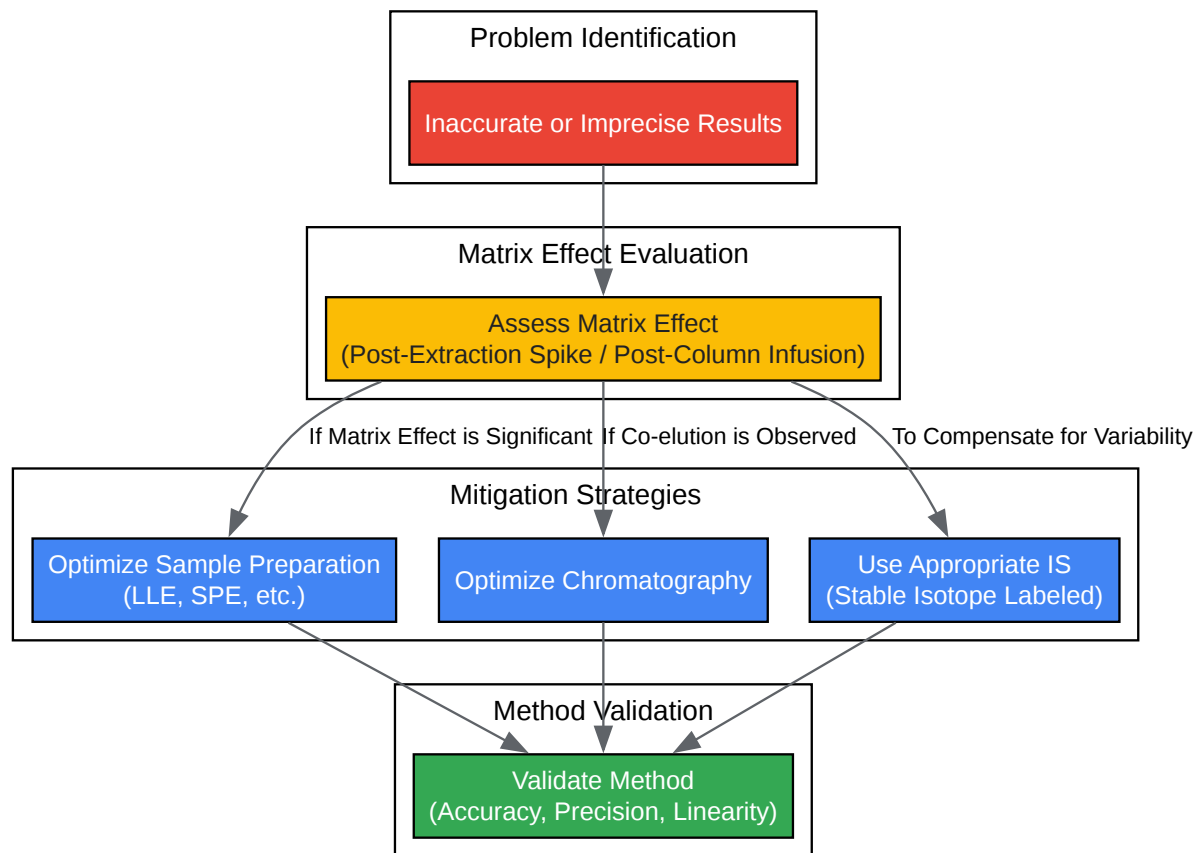 Problem Identification
Inaccurate or Imprecise Results
Matrix Effect Evaluation
Assess Matrix Effect
(Post-Extraction Spike / Post-Column Infusion)
If Matrix Effect is Significant
If Co-elution is Observed
To Compensate for Variability
Mitigation Strategies
Optimize Sample Preparation
(LLE, SPE, etc.)
Optimize Chromatography
Use Appropriate IS
(Stable Isotope Labeled)
Method Validation
Validate Method
(Accuracy, Precision, Linearity)